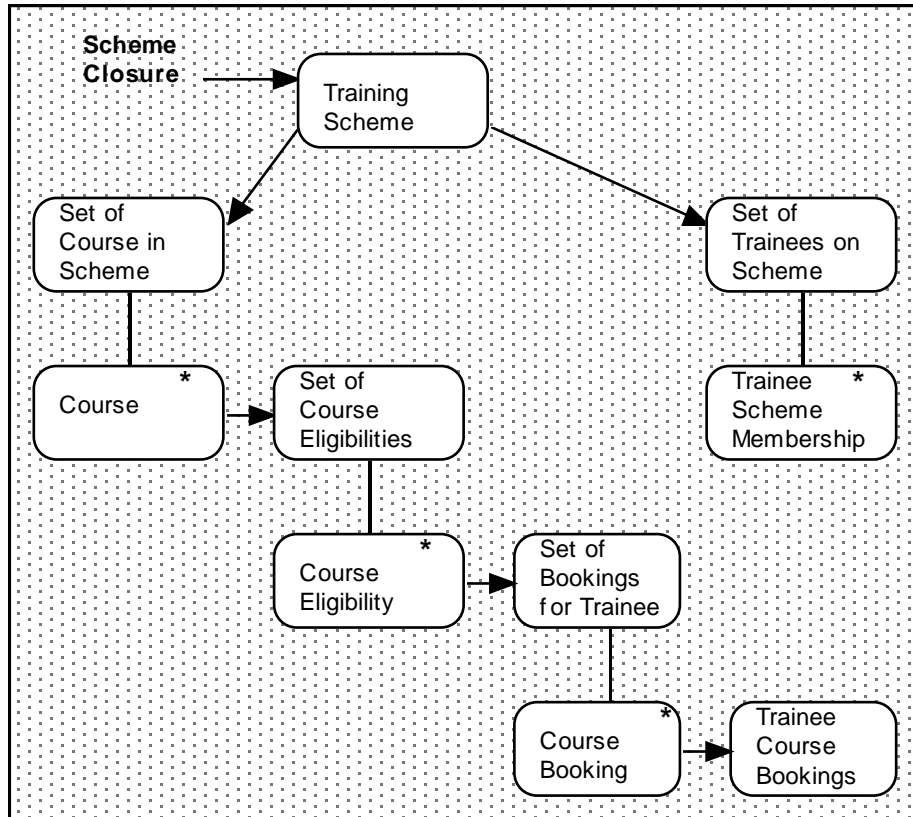 Scheme
Closure
Training
Scheme
Set of
Course in
Scheme
Set of
Trainees on
Scheme
*
Course
Set of
Course
Eligibilities
Trainee *
Scheme
Membership
*
Course
Eligibility
Set of
Bookings
for Trainee
*
Course
Booking
Trainee
Course
Bookings